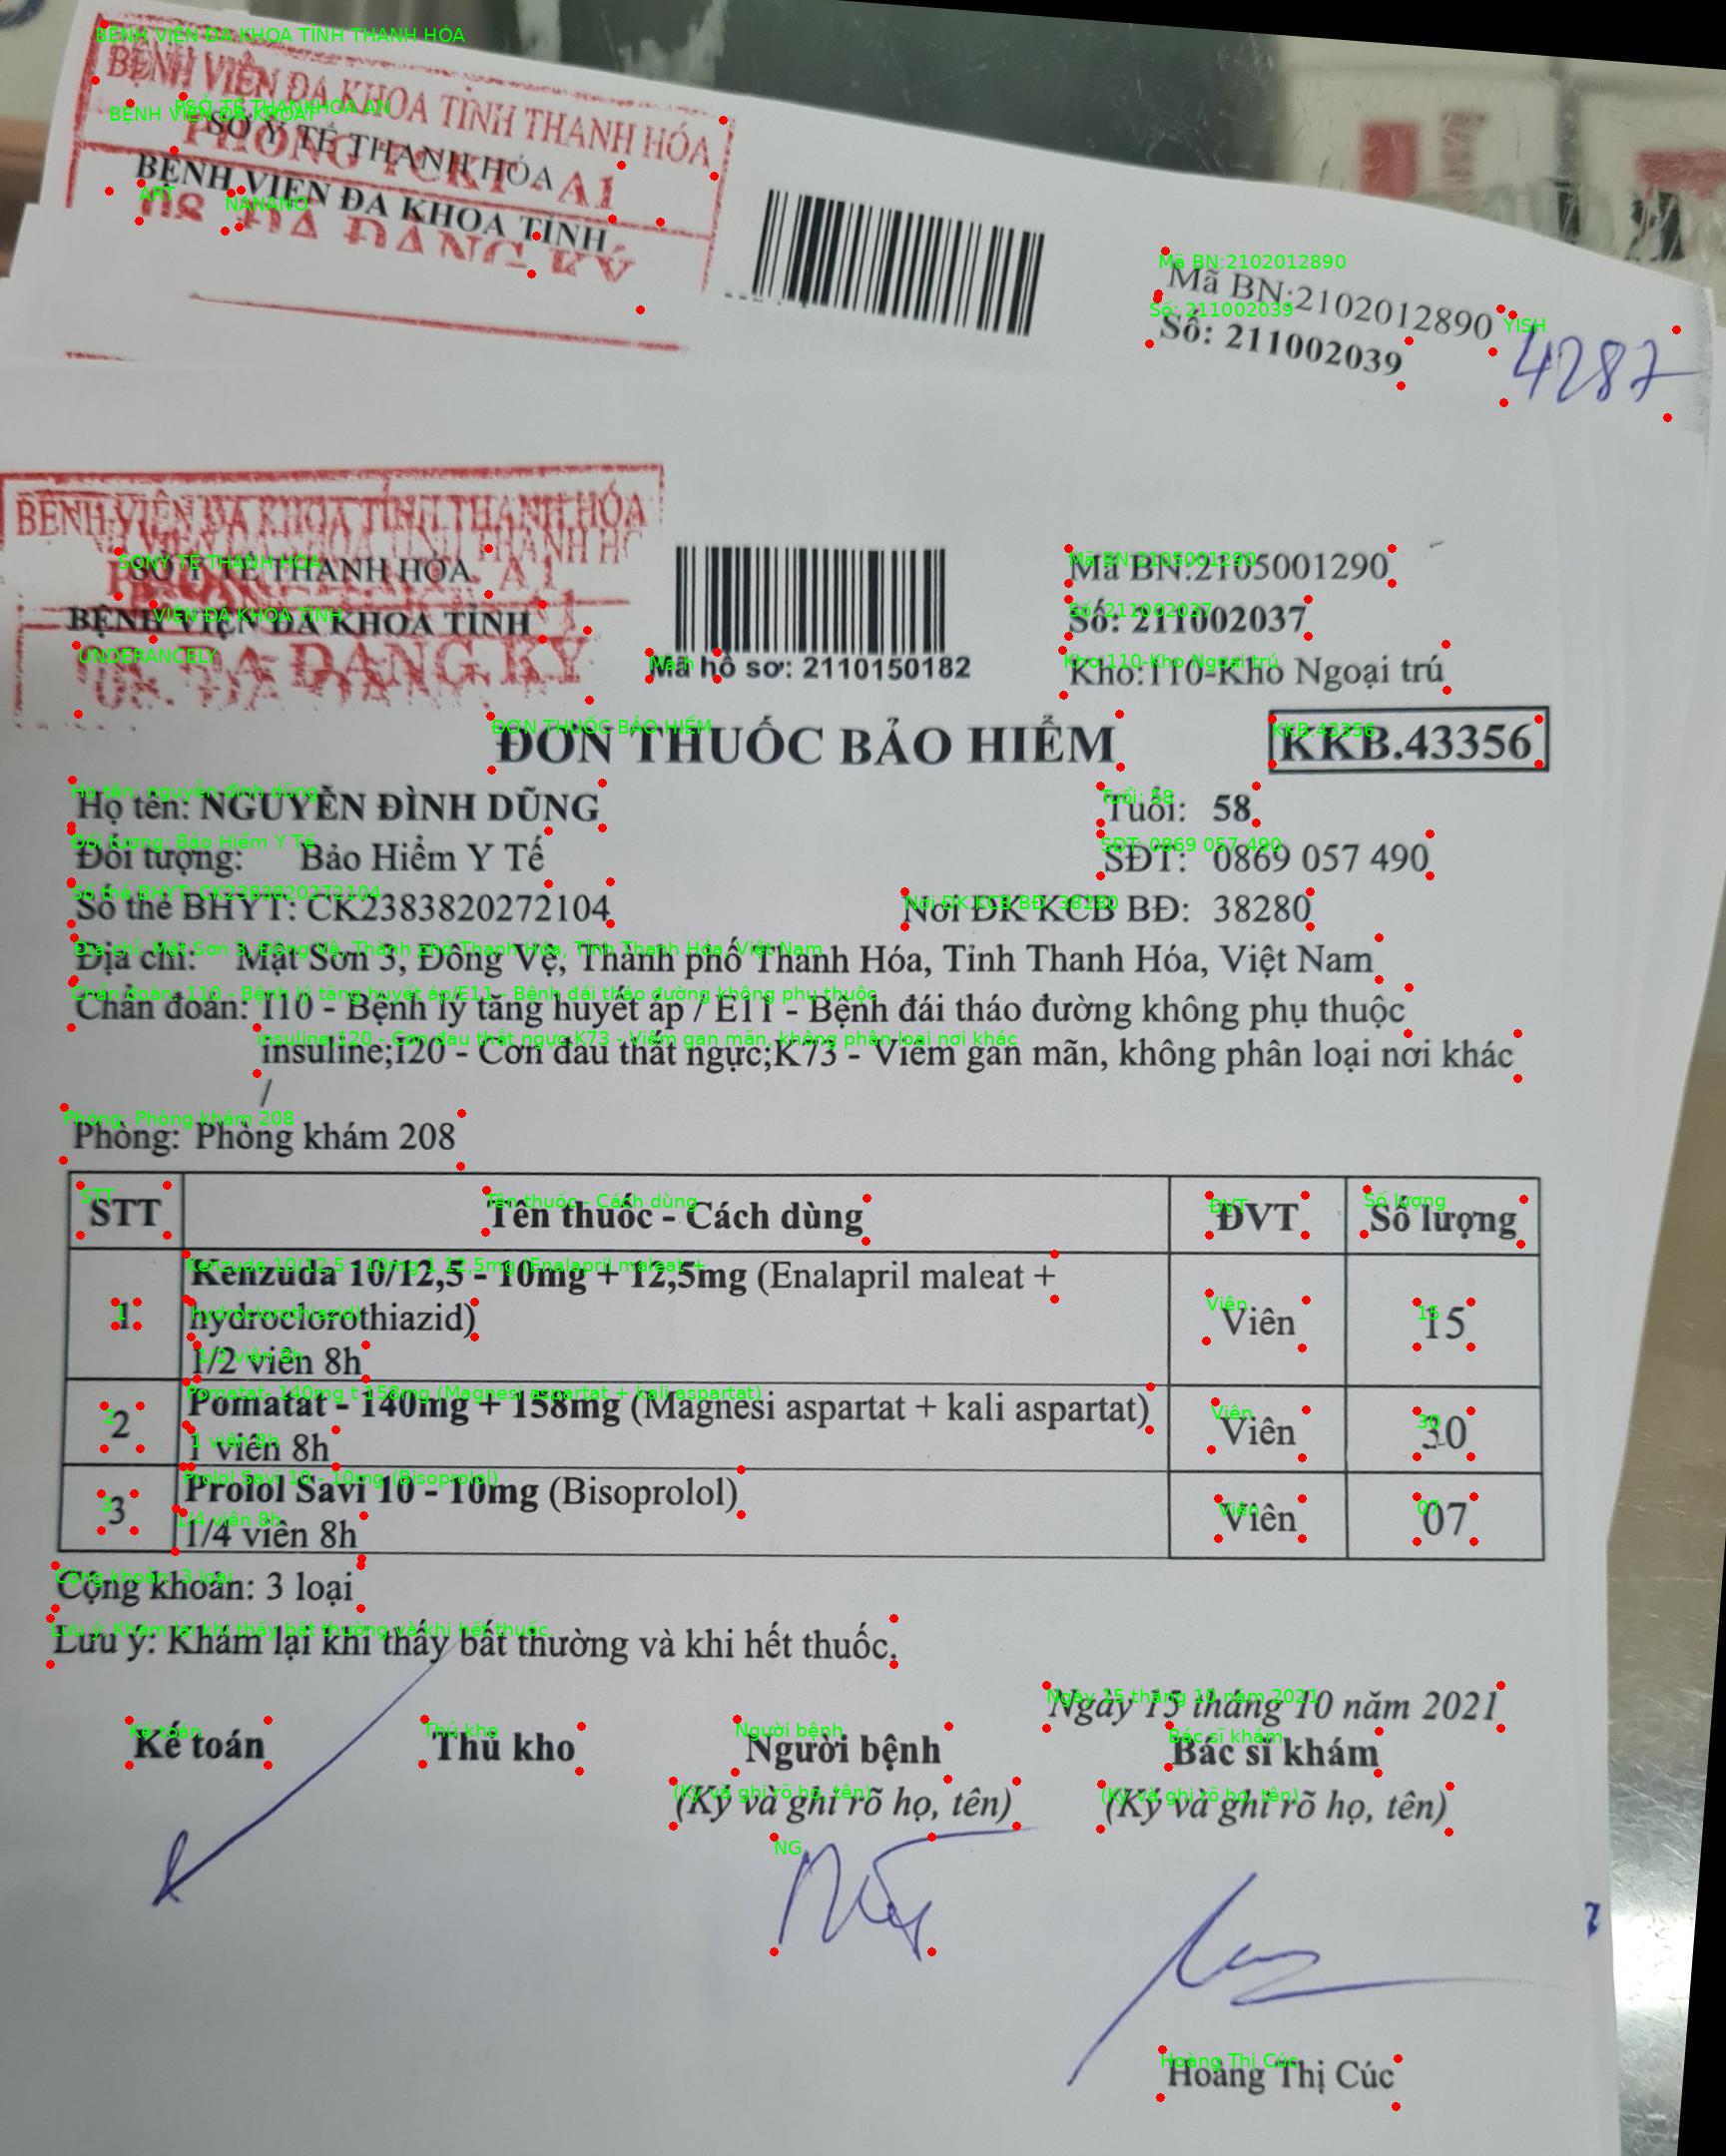 BỆNH VIỆN ĐA KHOA TỈNH THANH HÓA
SỞ Y TẾ THANH HÓA
PHÒNG TCKT A1
BỆNH VIỆN ĐA KHOA TỈNH
Mã BN:2102012890
Số: 211002039
4287
BỆNH VIỆN ĐA KHOA TỈNH THANH HÓA
SỞ Y TẾ THANH HÓA
A1
BỆNH VIỆN ĐA KHOA TỈNH
ĐÃ ĐĂNG KÝ
Mã hồ sơ: 2110150182
Mã BN:2105001290
Số: 211002037
Kho:110-Kho Ngoại trú
ĐƠN THUỐC BẢO HIỂM
KKB.43356
Họ tên: NGUYỄN ĐÌNH DŨNG Tuổi: 58
Đối tượng: Bảo Hiểm Y Tế SĐT: 0869 057 490
Số thẻ BHYT: CK2383820272104 Nơi ĐK KCB BĐ: 38280
Địa chỉ: Mật Sơn 3, Đông Vệ, Thành phố Thanh Hóa, Tỉnh Thanh Hóa, Việt Nam
Chẩn đoán: I10 - Bệnh lý tăng huyết áp / E11 - Bệnh đái tháo đường không phụ thuộc
insuline;I20 - Cơn đau thắt ngực;K73 - Viêm gan mãn, không phân loại nơi khác
/
Phòng: Phòng khám 208
STT Tên thuốc - Cách dùng ĐVT Số lượng
1 Kenzuda 10/12,5 - 10mg + 12,5mg (Enalapril maleat +
hydroclorothiazid) Viên 15
1/2 viên 8h
2 Pomatat - 140mg + 158mg (Magnesi aspartat + kali aspartat) Viên 30
1 viên 8h
3 Prolol Savi 10 - 10mg (Bisoprolol) Viên 07
1/4 viên 8h
Cộng khoản: 3 loại
Lưu ý: Khám lại khi thấy bất thường và khi hết thuốc.
Ngày 15 tháng 10 năm 2021
Kế toán Thủ kho Người bệnh Bác sĩ khám
(Ký và ghi rõ họ, tên) (Ký và ghi rõ họ, tên)
Hoàng Thị Cúc